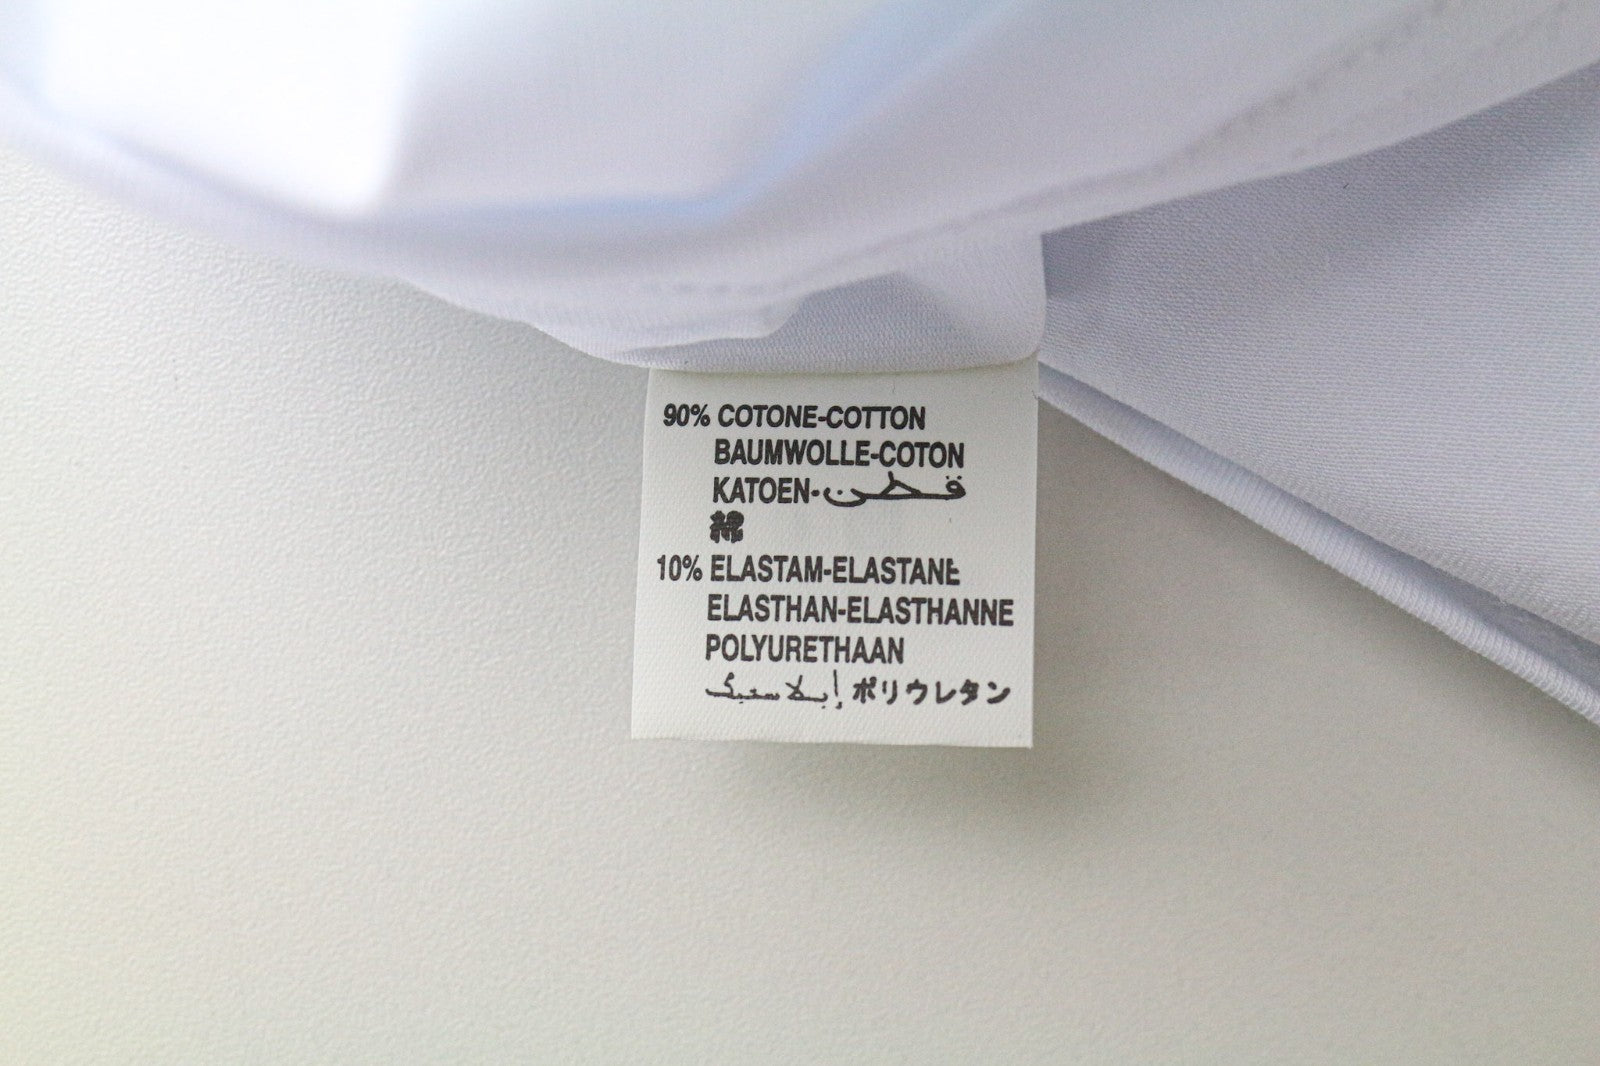 90% COTONE-COTTON
BAUMWOLLE-COTON
KATOEN-قطن
綿
10% ELASTAM-ELASTANE
ELASTHAN-ELASTHANNE
POLYURETHAAN
ポリウレタン